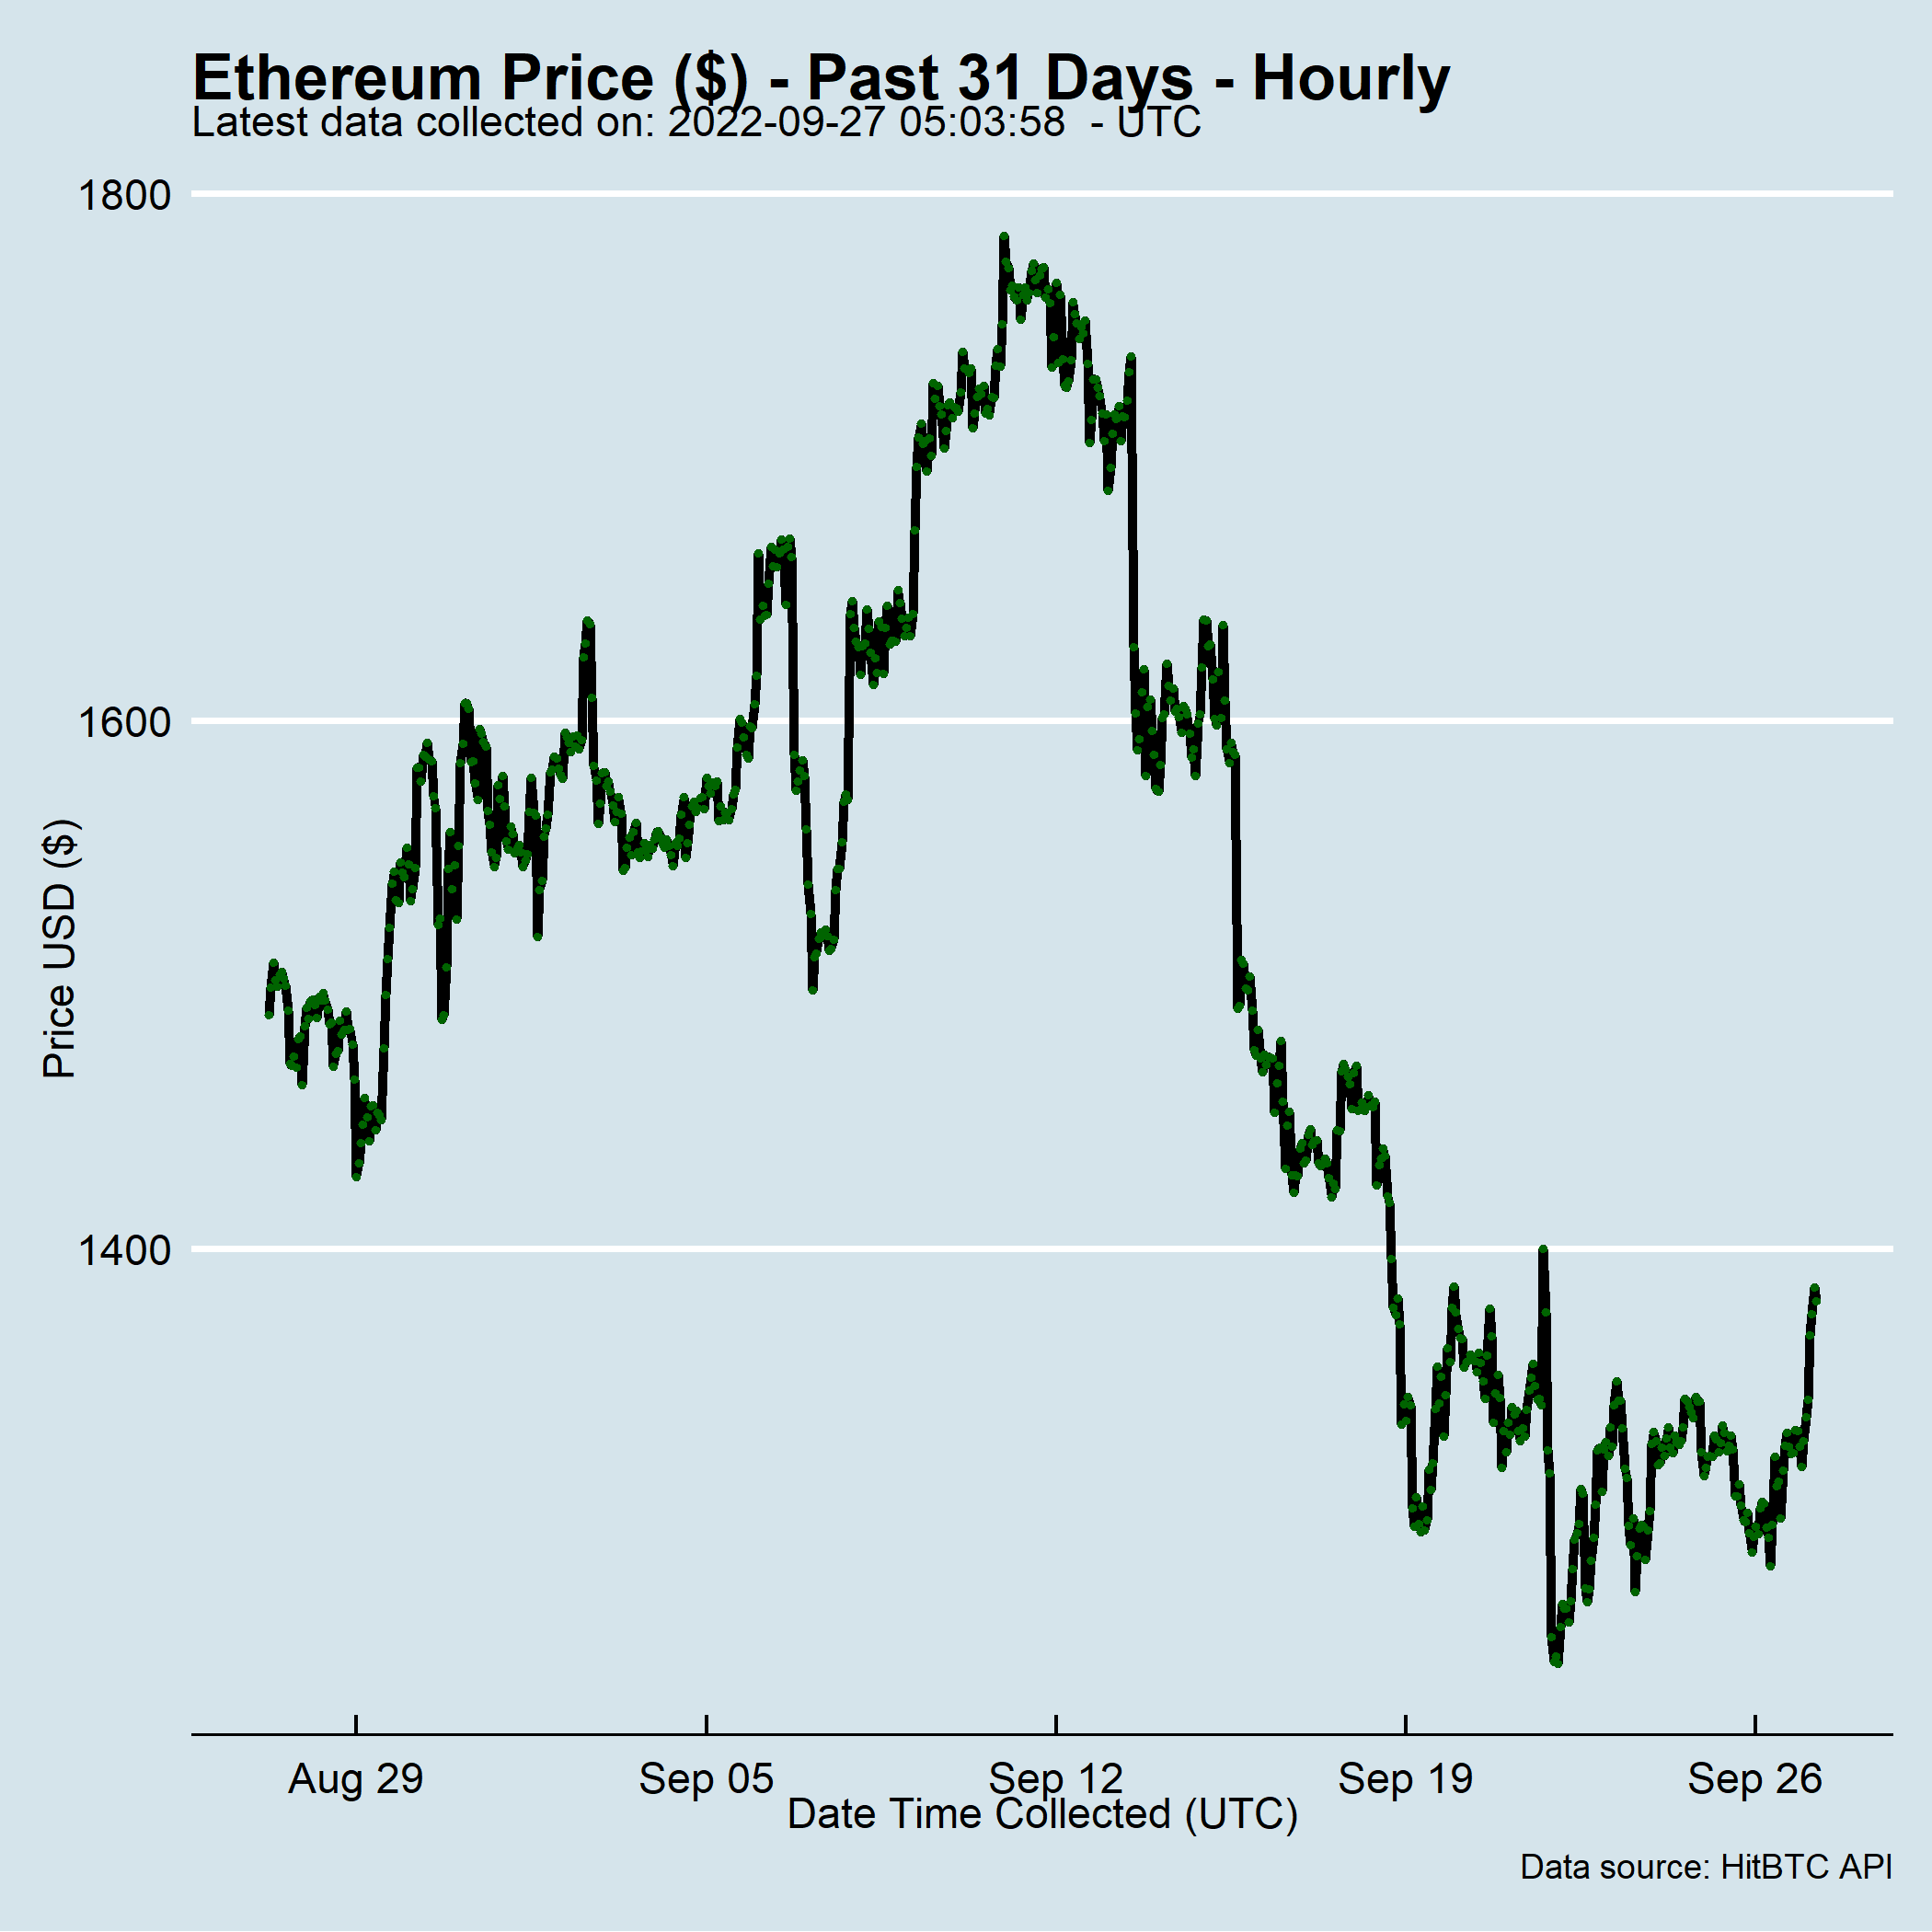 Ethereum Price ($) - Past 31 Days - Hourly
Latest data collected on: 2022-09-27 05:03:58  - UTC
1800
1600
1400
Price USD ($)
Aug 29
Sep 05
Sep 12
Sep 19
Sep 26
Date Time Collected (UTC)
Data source: HitBTC API